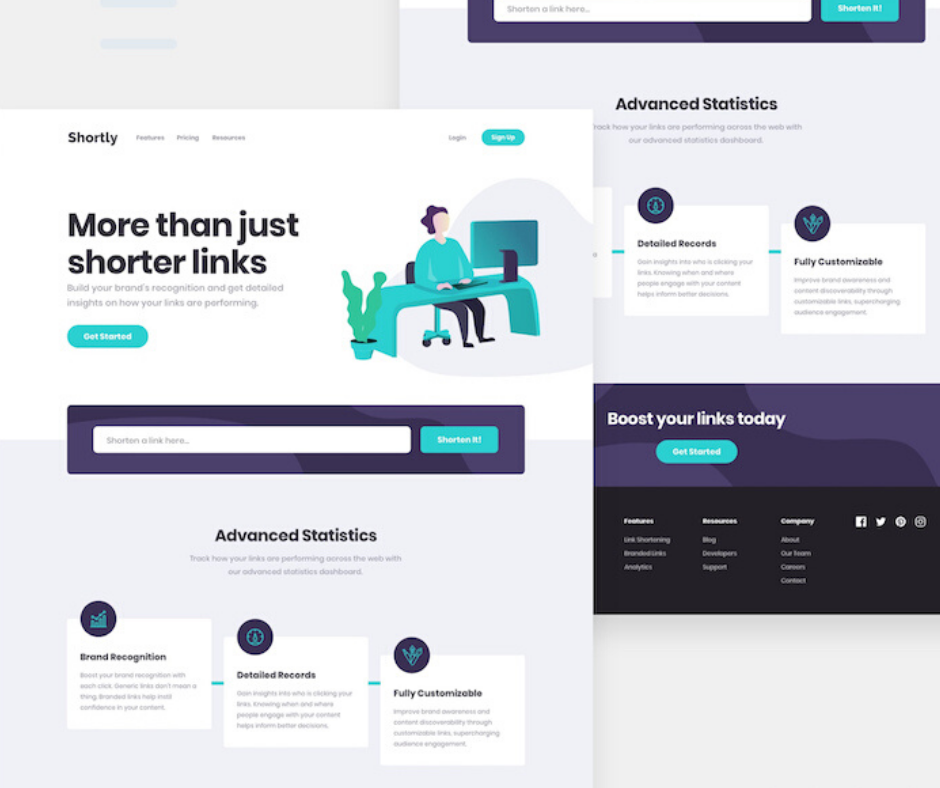 Shorten a link here...
Shorten It!
Advanced Statistics
Track how your links are performing across the web with
our advanced statistics dashboard.
Detailed Records
Gain insights into who is clicking your
links. Knowing when and where
people engage with your content
helps inform better decisions.
Fully Customizable
Improve brand awareness and
content discoverability through
customizable links, supercharging
audience engagement.
Boost your links today
Get Started
Features
Link Shortening
Branded Links
Analytics
Resources
Blog
Developers
Support
Company
About
Our Team
Careers
Contact
Shortly
Features
Pricing
Resources
Login
Sign Up
More than just
shorter links
Build your brand's recognition and get detailed
insights on how your links are performing.
Get Started
Shorten a link here...
Shorten It!
Advanced Statistics
Track how your links are performing across the web with
our advanced statistics dashboard.
Brand Recognition
Boost your brand recognition with
each click. Generic links don't mean a
thing. Branded links help instil
confidence in your content.
Detailed Records
Gain insights into who is clicking your
links. Knowing when and where
people engage with your content
helps inform better decisions.
Fully Customizable
Improve brand awareness and
content discoverability through
customizable links, supercharging
audience engagement.